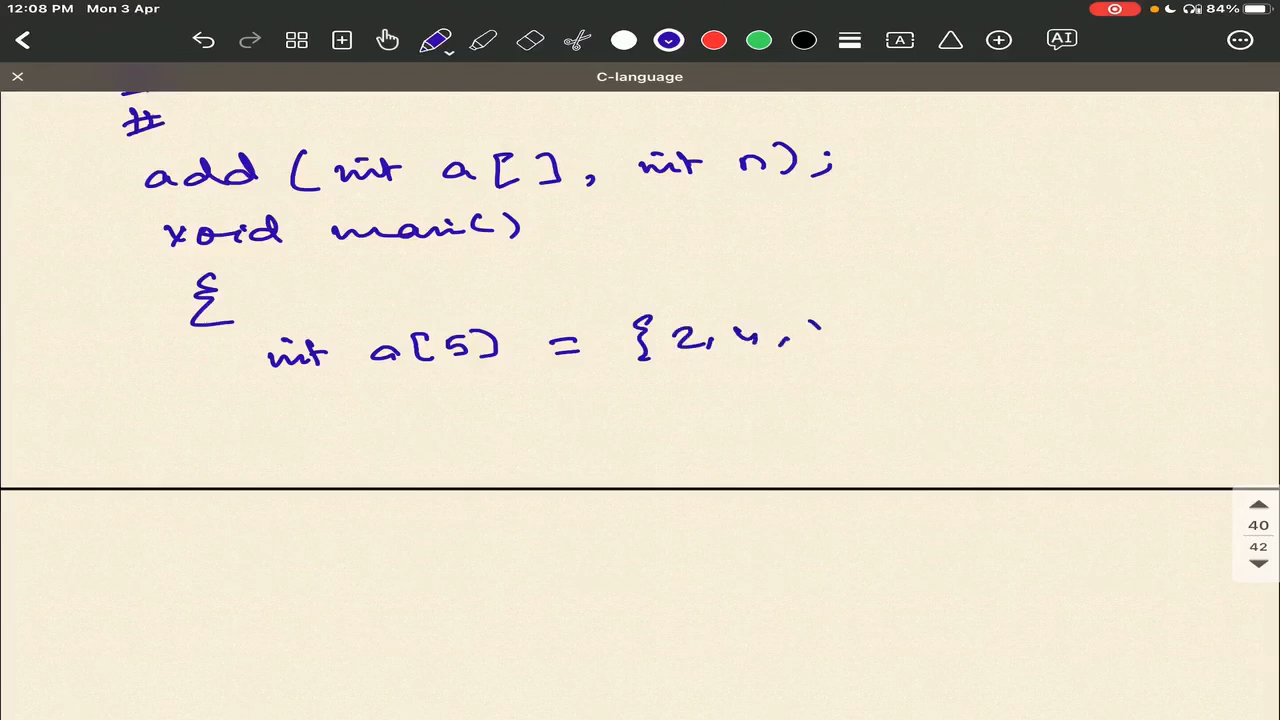 12:08 PM Mon 3 Apr 84%
A AI
C-language
#
add (int a[], int n);
void main()
{
int a[5] = {2, 4,
40
42